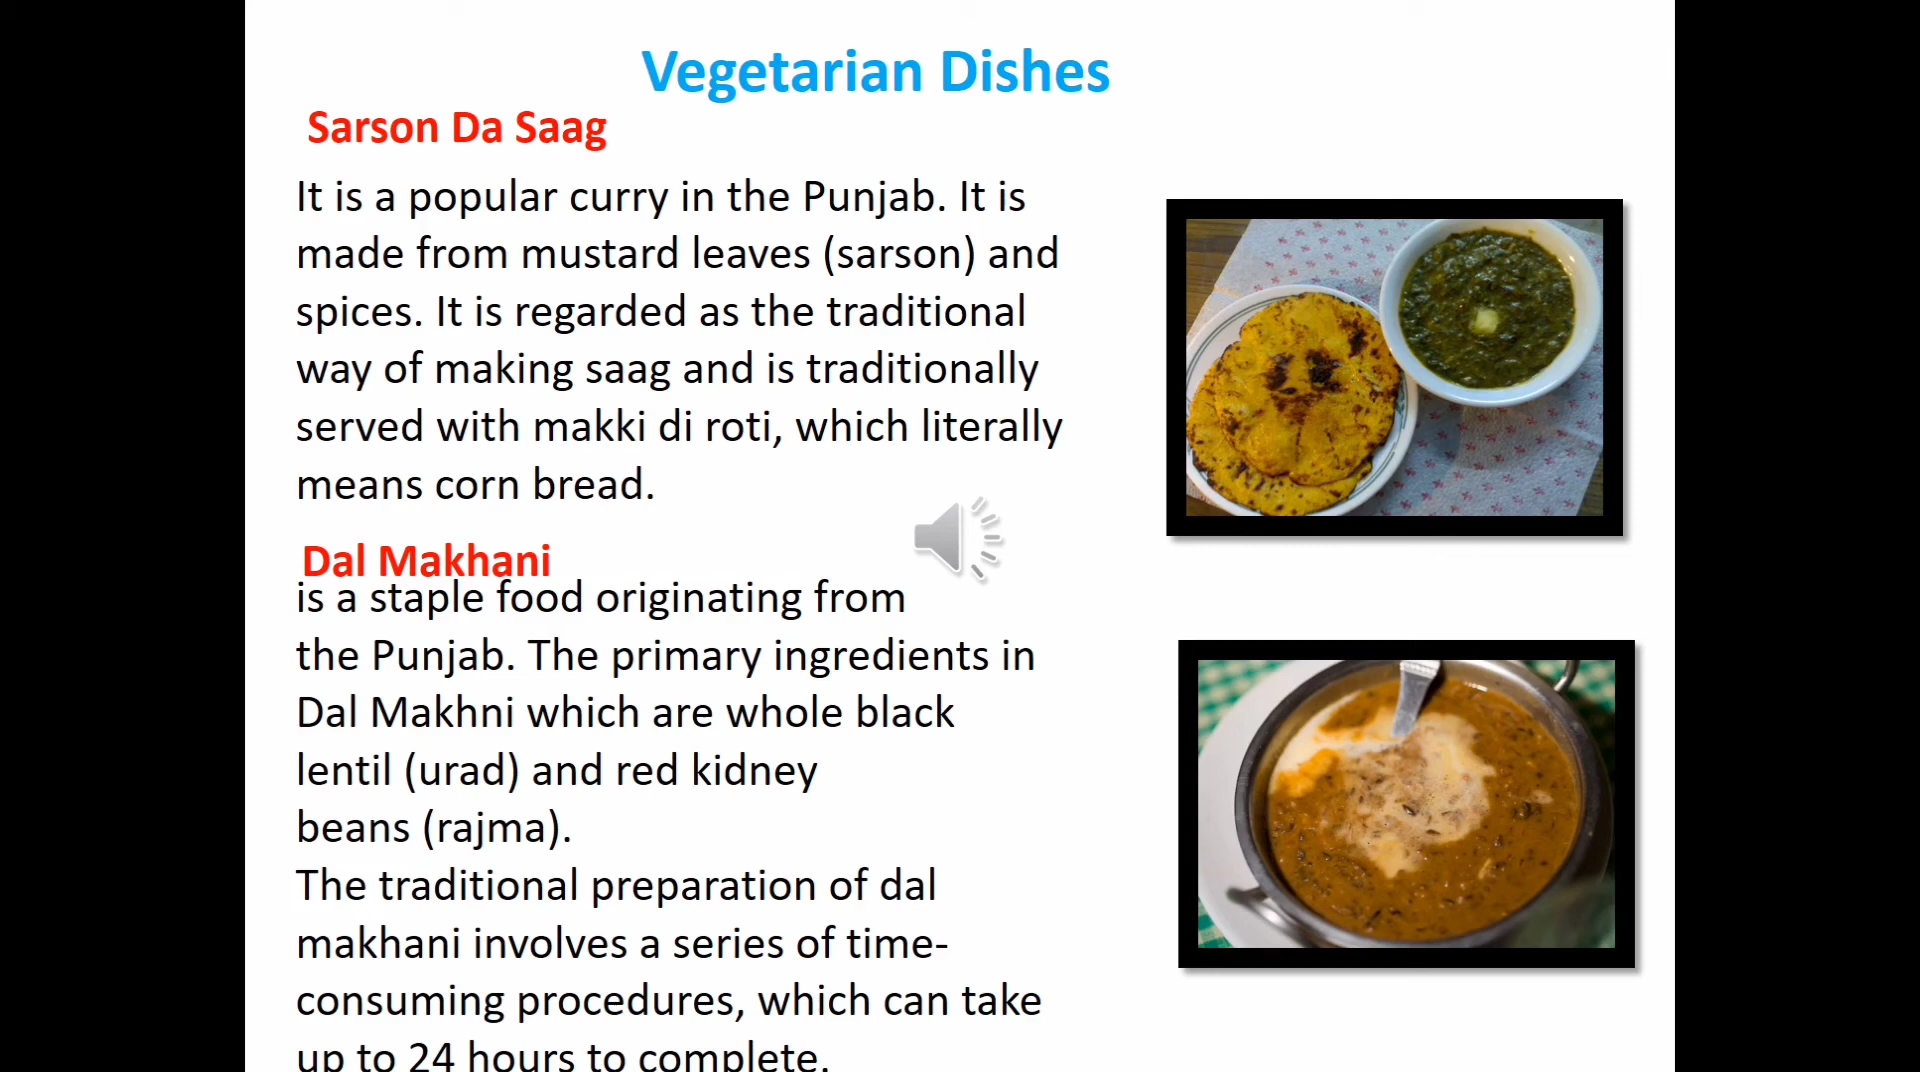 Vegetarian Dishes
Sarson Da Saag
It is a popular curry in the Punjab. It is
made from mustard leaves (sarson) and
spices. It is regarded as the traditional
way of making saag and is traditionally
served with makki di roti, which literally
means corn bread.
Dal Makhani
is a staple food originating from
the Punjab. The primary ingredients in
Dal Makhni which are whole black
lentil (urad) and red kidney
beans (rajma).
The traditional preparation of dal
makhani involves a series of time-
consuming procedures, which can take
up to 24 hours to complete.